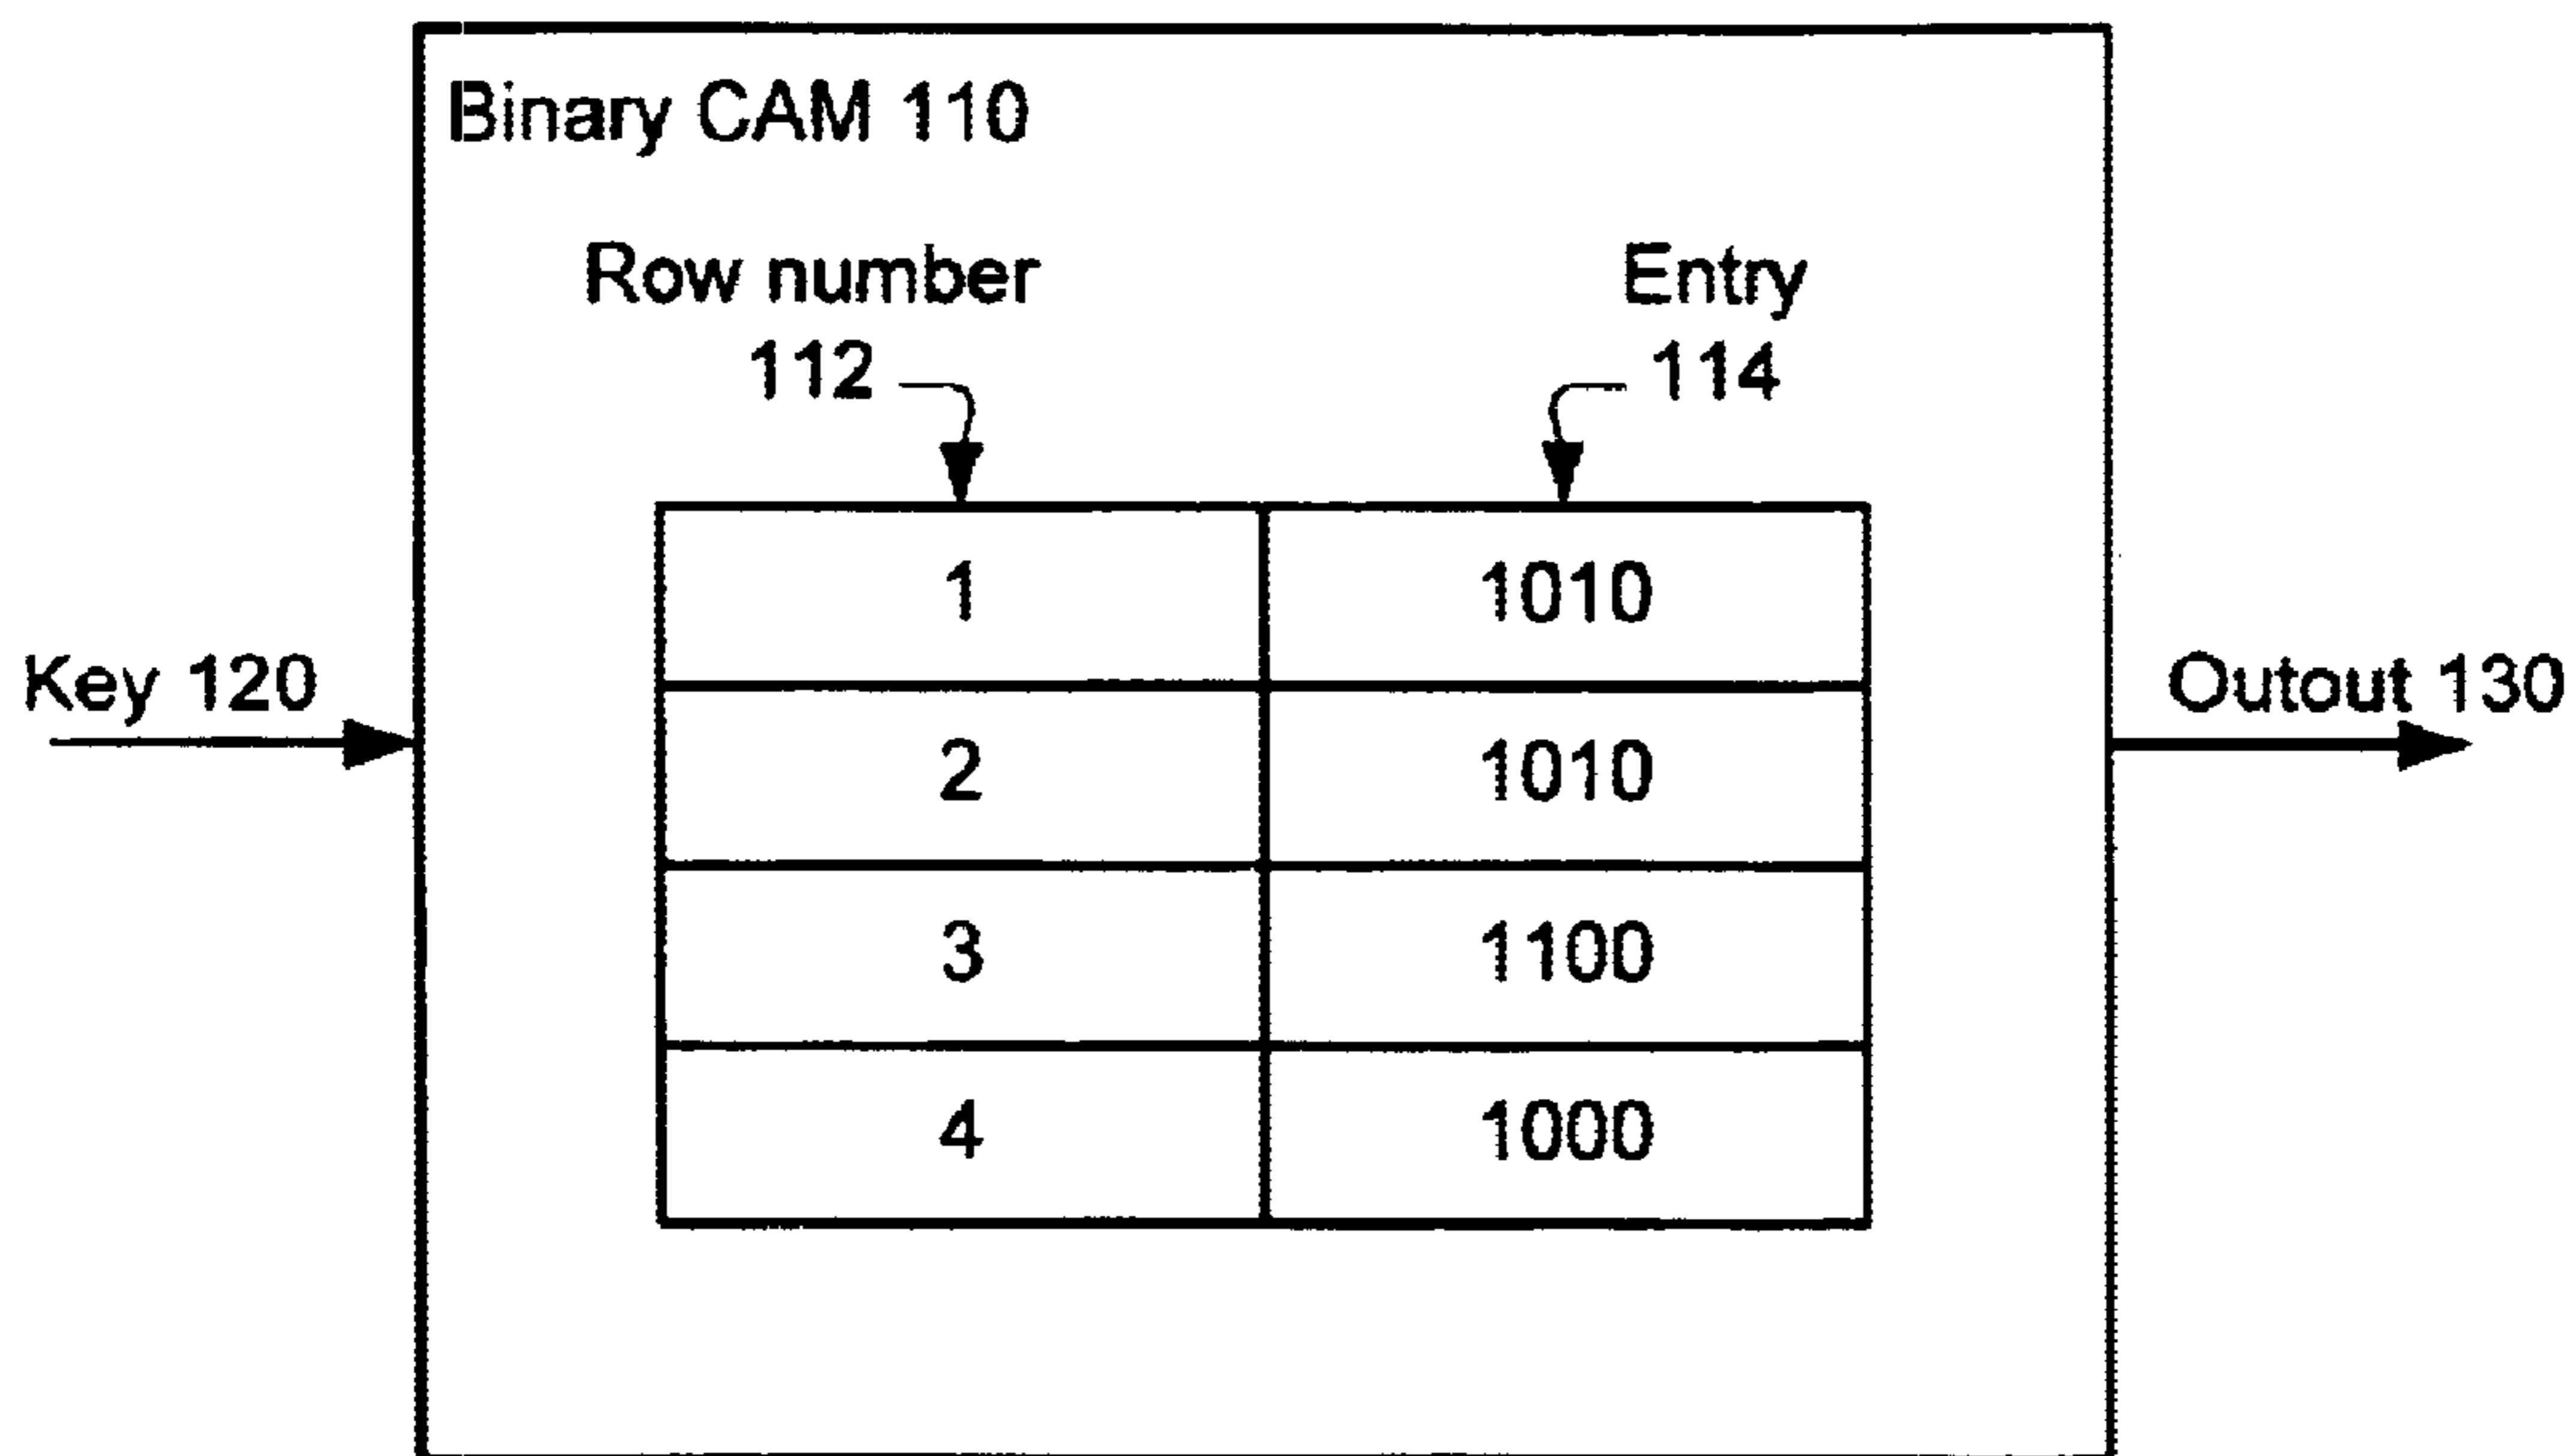 Binary CAM 110
Row number
112
Entry
114
1 1010
Key 120
2 1010
Outout 130
3 1100
4 1000